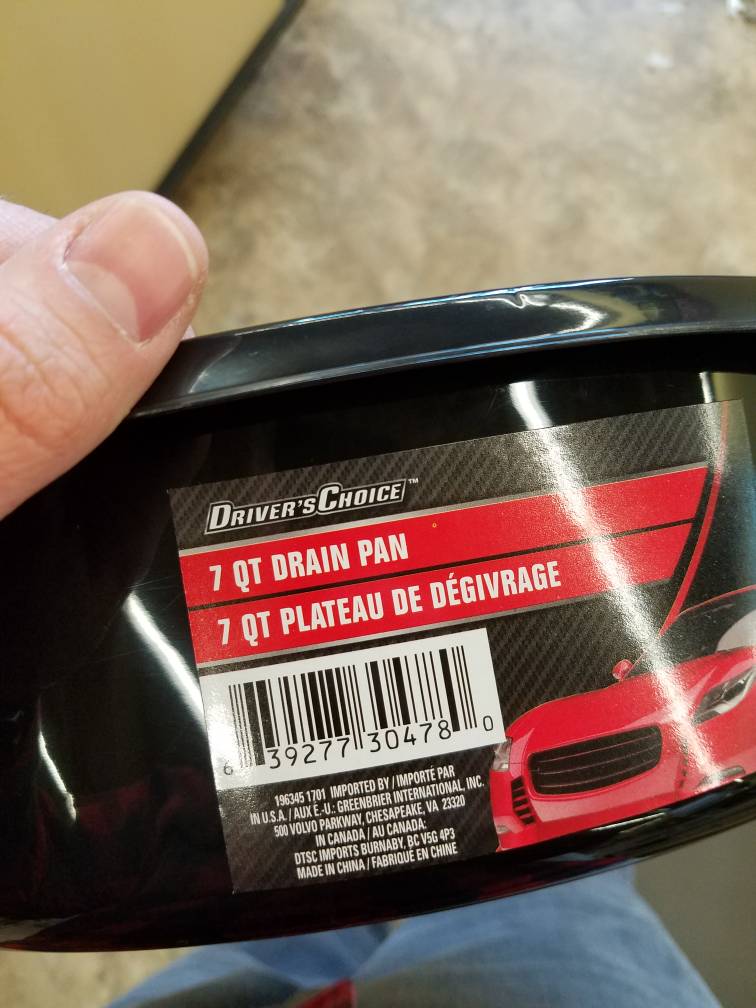 DRIVER'S CHOICE™
7 QT DRAIN PAN
7 QT PLATEAU DE DÉGIVRAGE
6 39277 30478 0
196345 1701 IMPORTED BY / IMPORTÉ PAR
IN U.S.A. / AUX É.-U.: GREENBRIER INTERNATIONAL, INC.
500 VOLVO PARKWAY, CHESAPEAKE, VA 23320
IN CANADA / AU CANADA:
DTSC IMPORTS BURNABY, BC V5G 4P3
MADE IN CHINA / FABRIQUÉ EN CHINE